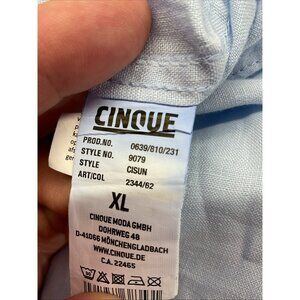 CINQUE
PROD.NO. 0639/810/231
STYLE NO. 9079
STYLE CISUN
ART/COL 2344/62
XL
CINQUE MODA GMBH
DOHRWEG 48
D-41066 MÖNCHENGLADBACH
WWW.CINQUE.DE
C.A. 22465